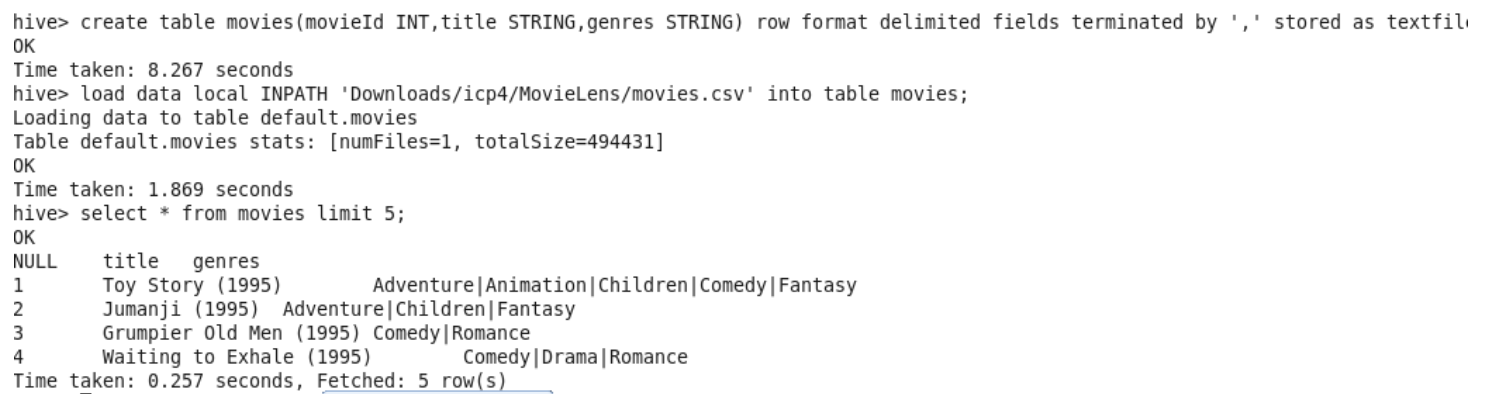 hive> create table movies(movieId INT,title STRING,genres STRING) row format delimited fields terminated by ',' stored as textfile
OK
Time taken: 8.267 seconds
hive> load data local INPATH 'Downloads/icp4/MovieLens/movies.csv' into table movies;
Loading data to table default.movies
Table default.movies stats: [numFiles=1, totalSize=494431]
OK
Time taken: 1.869 seconds
hive> select * from movies limit 5;
OK
NULL    title   genres
1       Toy Story (1995)        Adventure|Animation|Children|Comedy|Fantasy
2       Jumanji (1995)  Adventure|Children|Fantasy
3       Grumpier Old Men (1995) Comedy|Romance
4       Waiting to Exhale (1995)        Comedy|Drama|Romance
Time taken: 0.257 seconds, Fetched: 5 row(s)